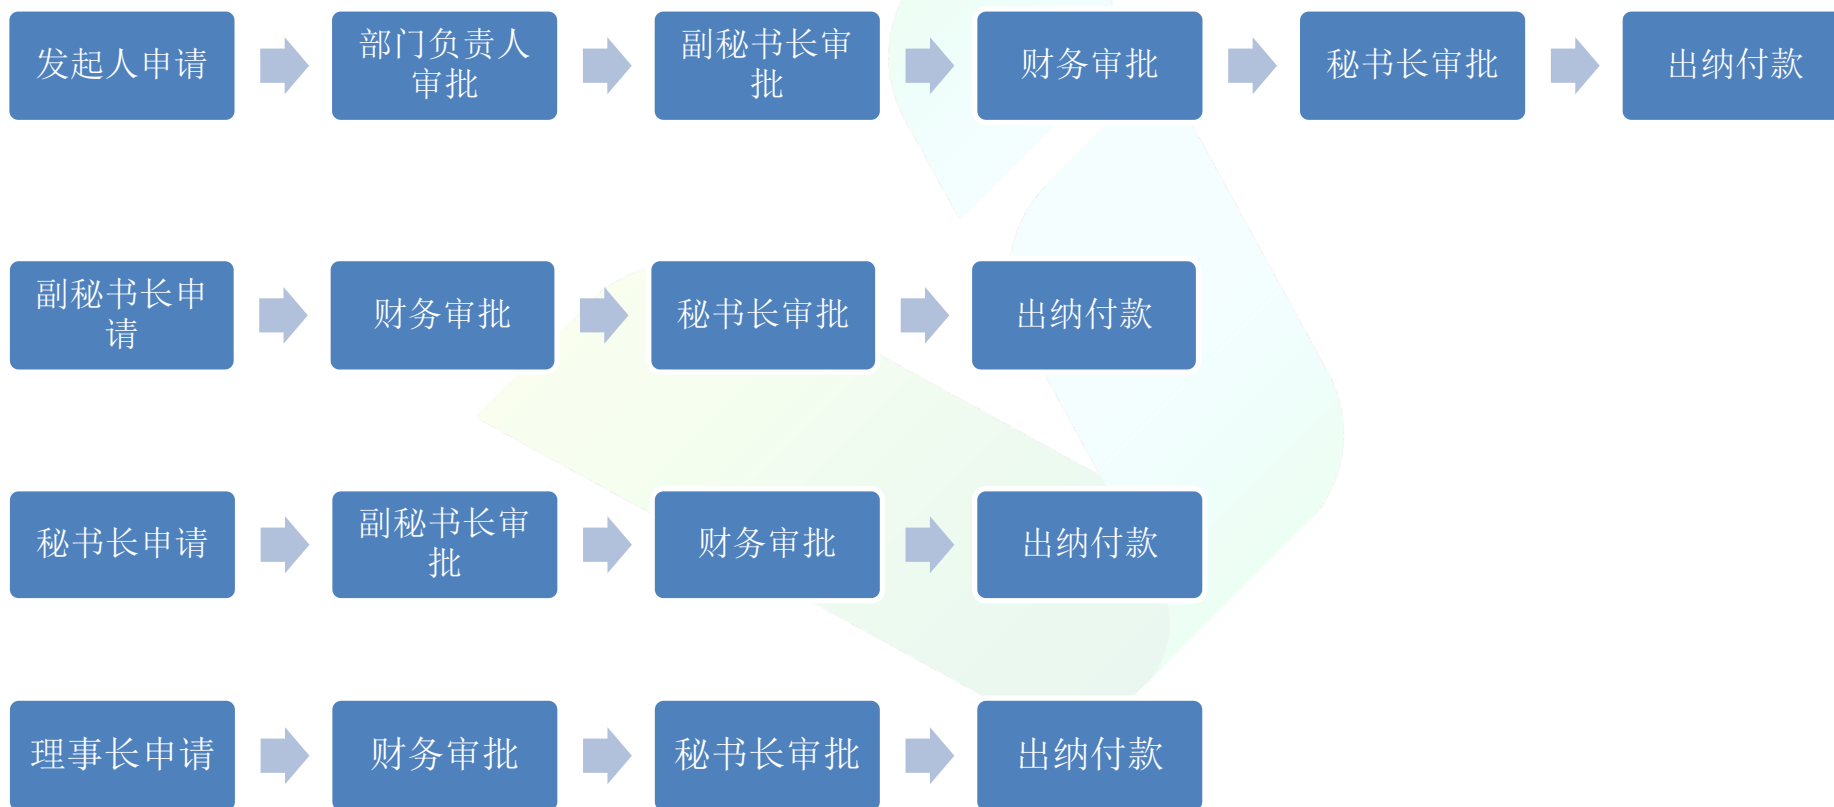 发起人申请
部门负责人
审批
副秘书长审
批
财务审批
秘书长审批
出纳付款
副秘书长申
请
财务审批
秘书长审批
出纳付款
秘书长申请
副秘书长审
批
财务审批
出纳付款
理事长申请
财务审批
秘书长审批
出纳付款